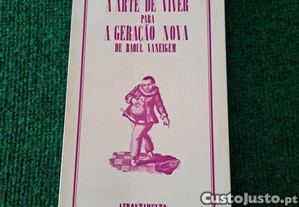 A ARTE DE VIVER
PARA
A GERAÇÃO NOVA
DE RAOUL VANEIGEM
AFRONTAMENTO
CustoJusto.pt